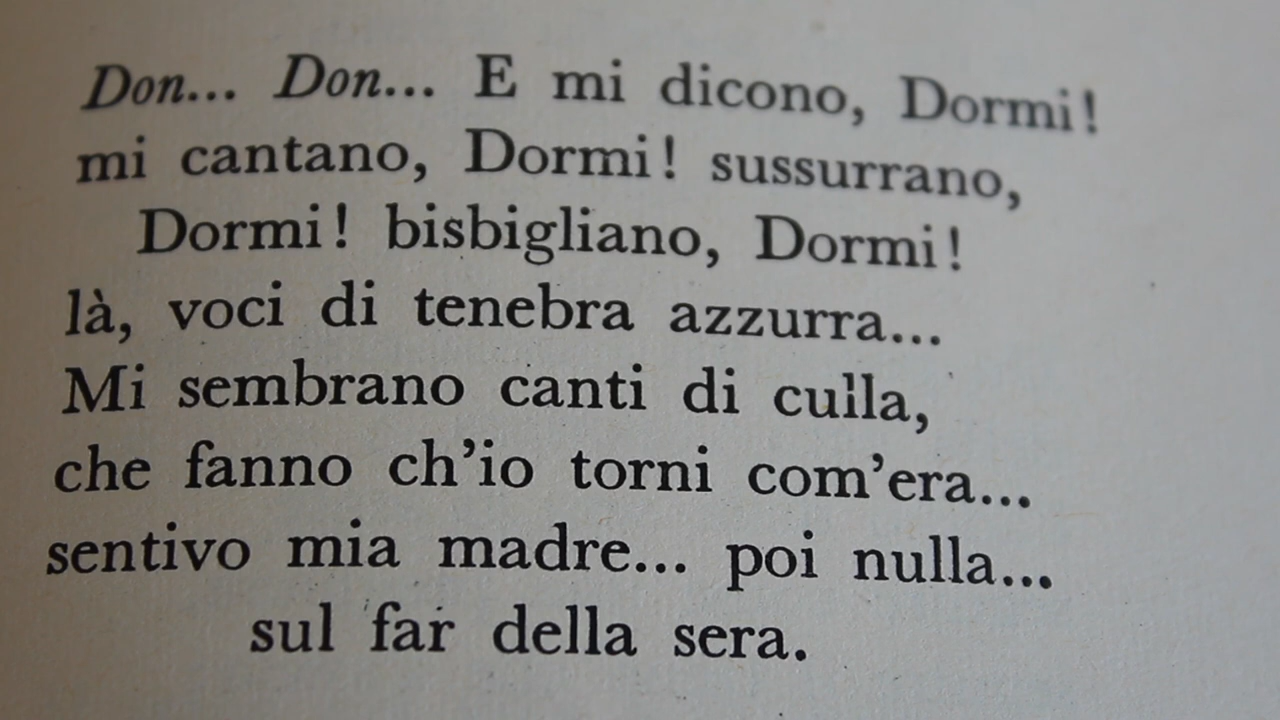 Don... Don... E mi dicono, Dormi!
mi cantano, Dormi! sussurrano,
Dormi! bisbigliano, Dormi!
là, voci di tenebra azzurra...
Mi sembrano canti di culla,
che fanno ch’io torni com’era...
sentivo mia madre... poi nulla...
sul far della sera.